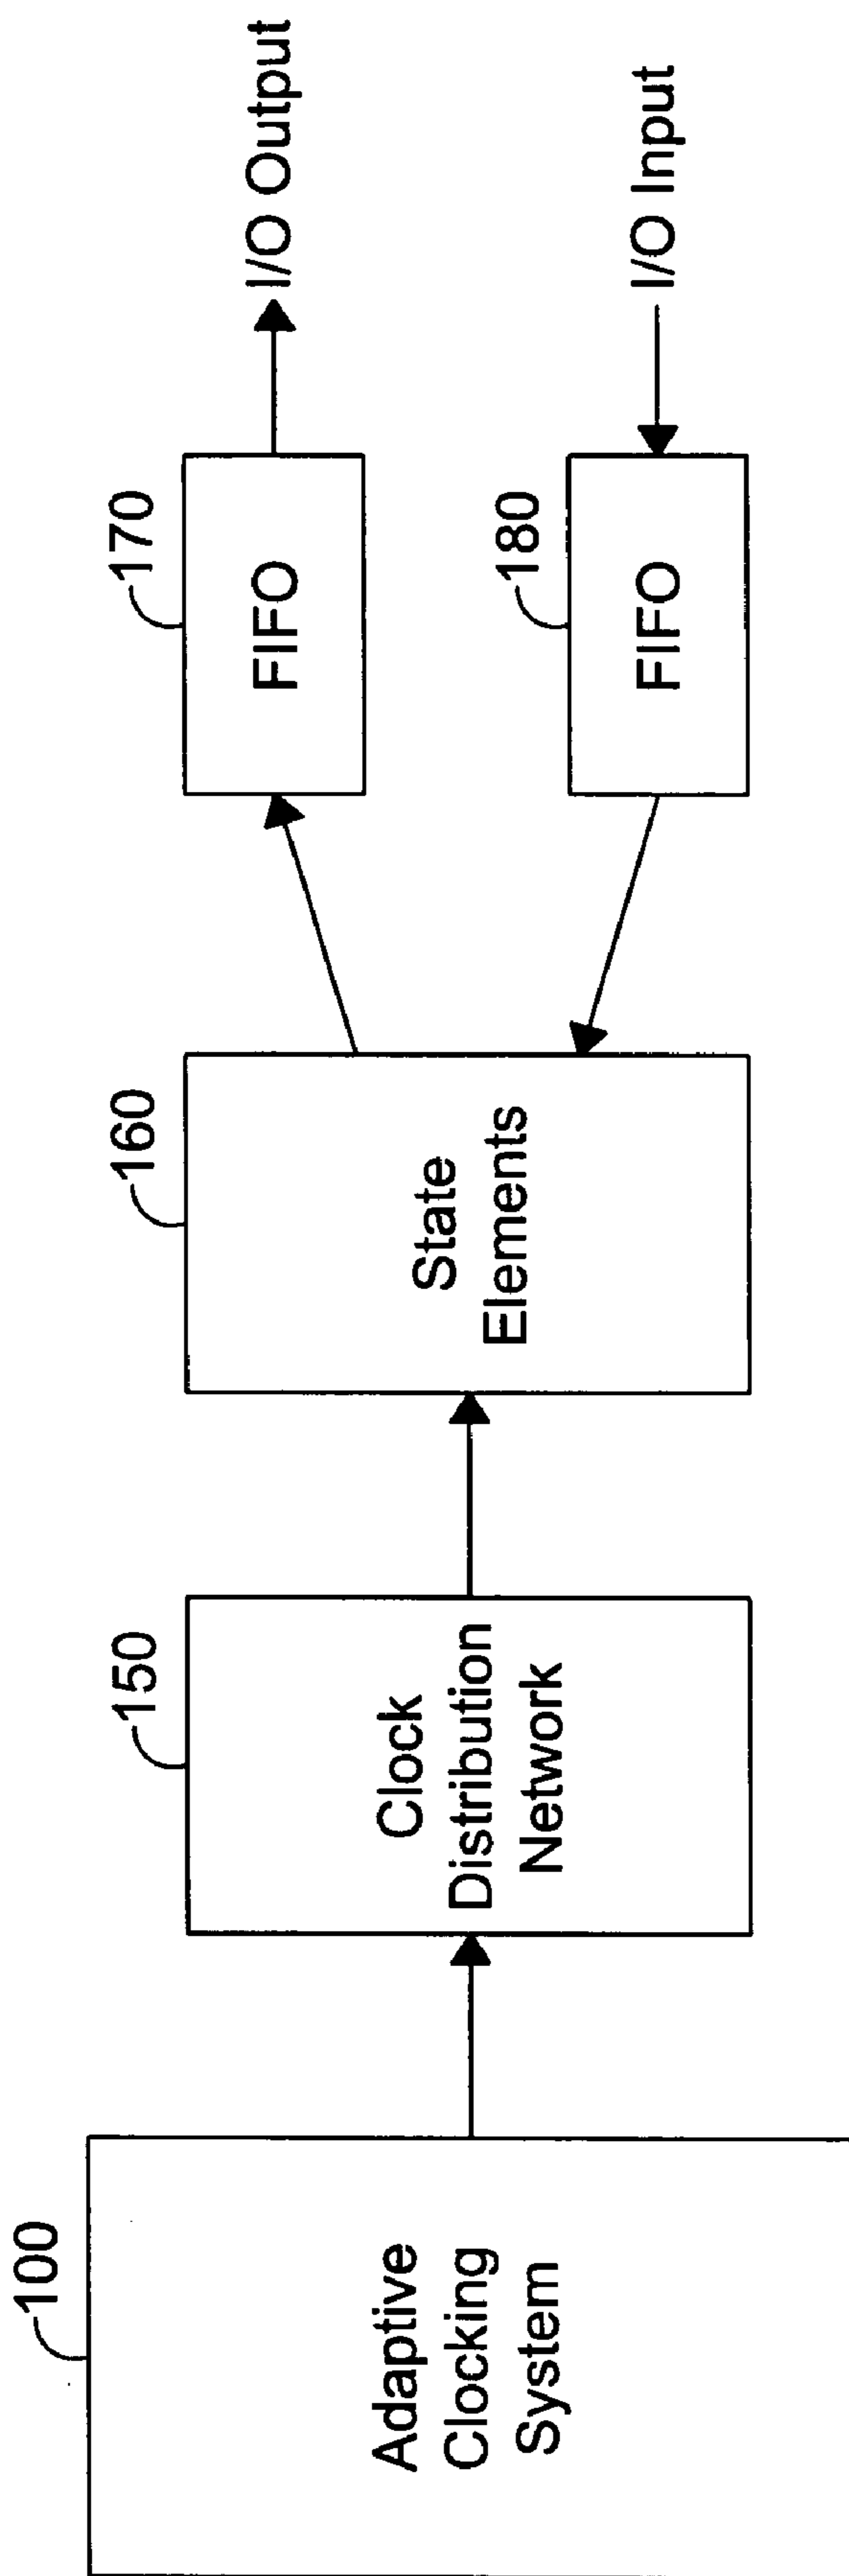 100
Adaptive
Clocking
System
150
Clock
Distribution
Network
160
State
Elements
170
FIFO
I/O Output
180
FIFO
I/O Input